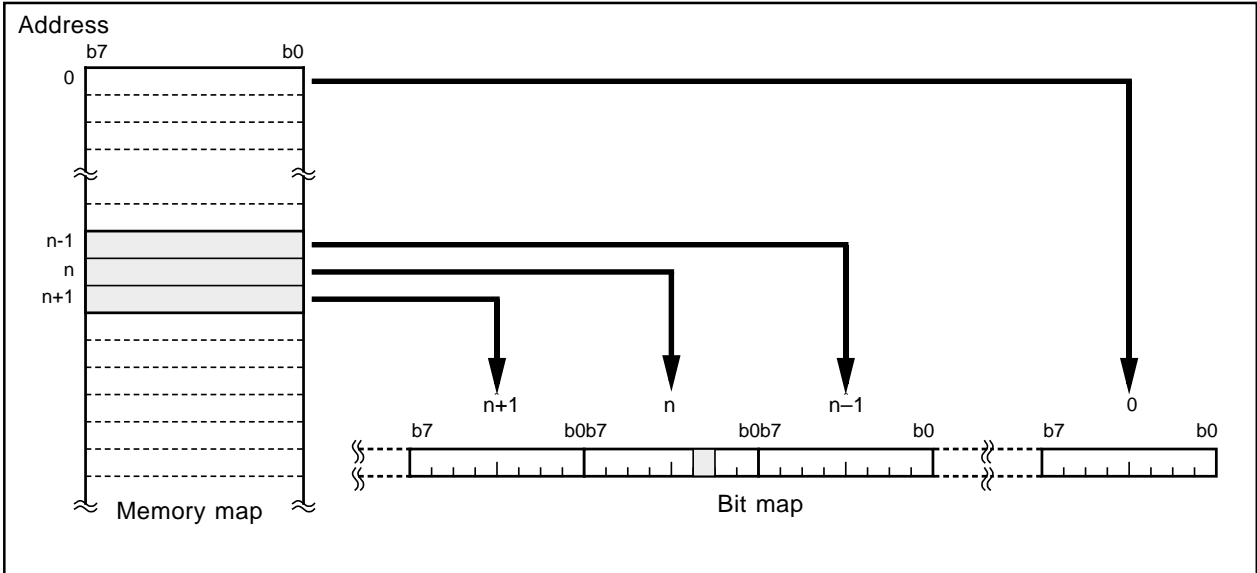 Address
b7 b0
0
n-1
n
n+1
n+1 n n–1 0
b7 b0b7 b0b7 b0 b7 b0
Memory map
Bit map